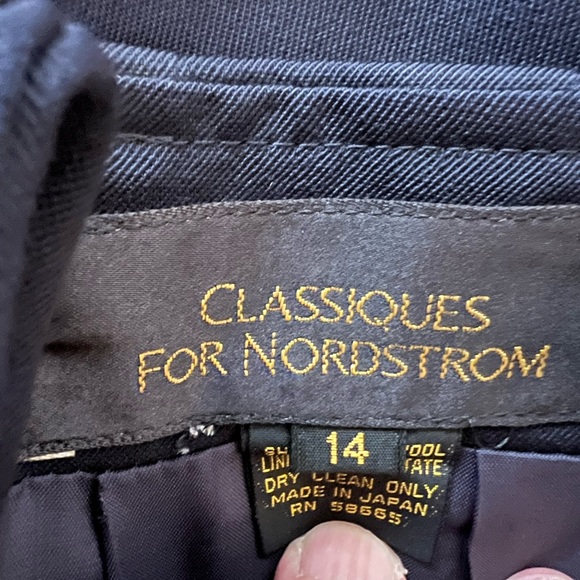 CLASSIQUES
FOR NORDSTROM
14
DRY CLEAN ONLY
MADE IN JAPAN
RN 58665